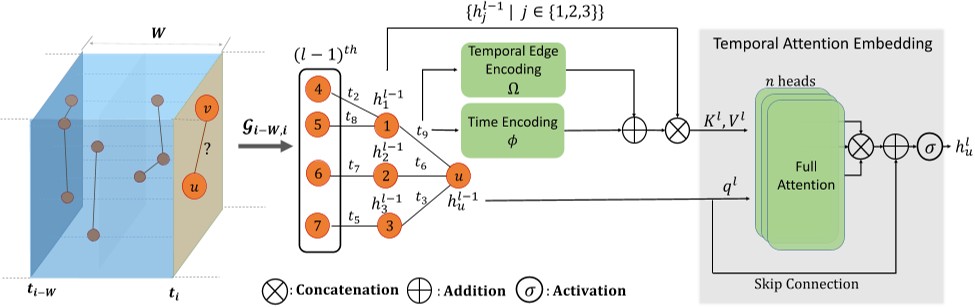 W
v
?
u
t_{i-W}
t_i
𝒢_{i-W,i}
(l − 1)^{th}
4
5
6
7
t_2
t_8
t_7
t_5
h_1^{l-1}
1
h_2^{l-1}
2
h_3^{l-1}
3
t_9
t_6
t_3
u
h_u^{l-1}
{h_j^{l-1} | j ∈ {1,2,3}}
Temporal Edge
Encoding
Ω
Time Encoding
ϕ
K^l, V^l
q^l
Temporal Attention Embedding
n heads
Full
Attention
σ
h_u^l
Skip Connection
: Concatenation
: Addition
σ : Activation